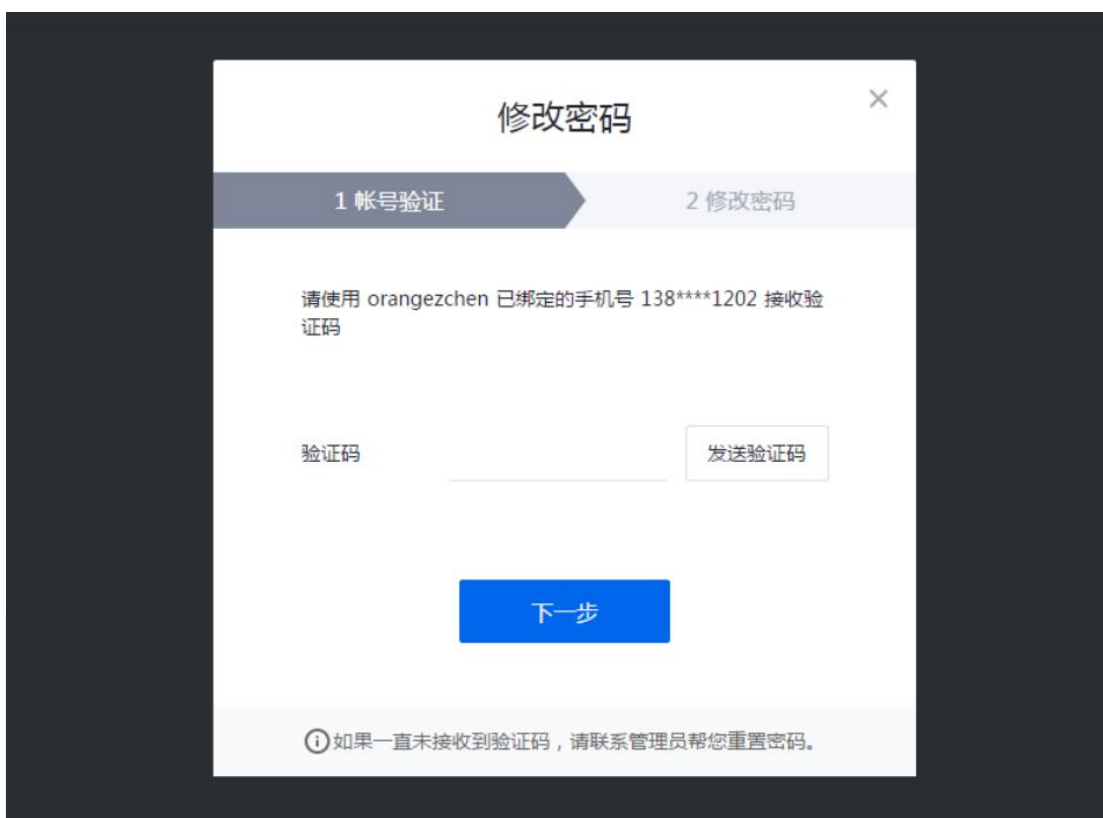 修改密码
1 帐号验证
2 修改密码
请使用 orangezchen 已绑定的手机号 138****1202 接收验
证码
验证码
发送验证码
下一步
如果一直未接收到验证码，请联系管理员帮您重置密码。